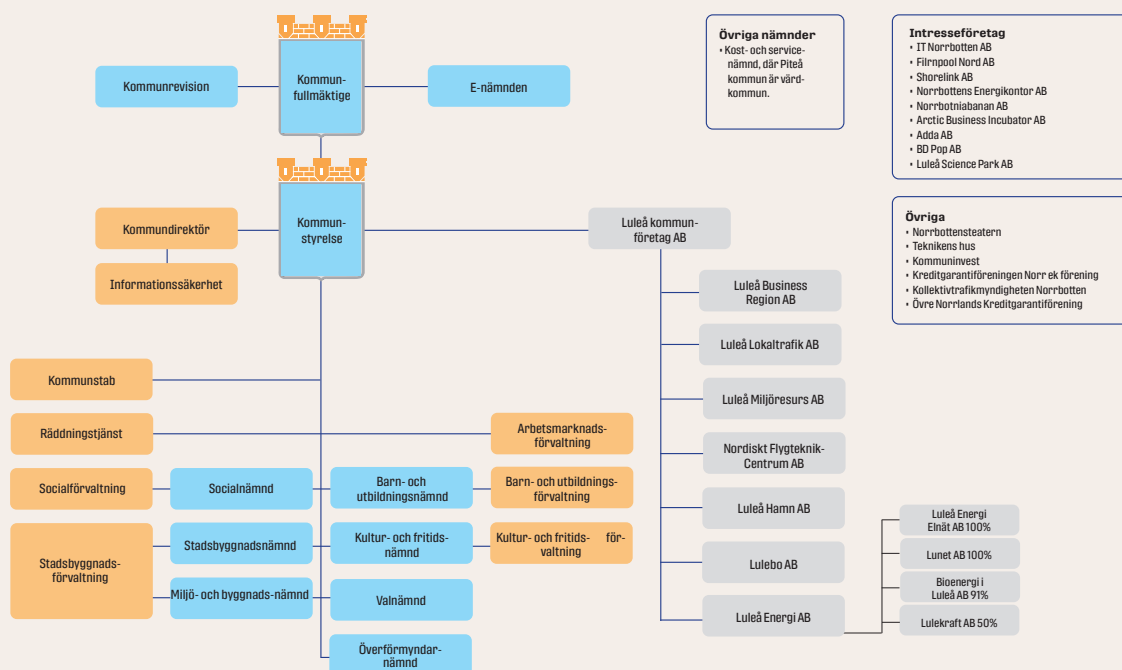 Kommunrevision
Kommun-
fullmäktige
E-nämnden
Övriga nämnder
• Kost- och service-
nämnd, där Piteå
kommun är värd-
kommun.
Intresseföretag
• IT Norrbotten AB
• Filrnpool Nord AB
• Shorelink AB
• Norrbottens Energikontor AB
• Norrbotniabanan AB
• Arctic Business Incubator AB
• Adda AB
• BD Pop AB
• Luleå Science Park AB
Övriga
• Norrbottensteatern
• Teknikens hus
• Kommuninvest
• Kreditgarantiföreningen Norr ek förening
• Kollektivtrafikmyndigheten Norrbotten
• Övre Norrlands Kreditgarantiförening
Kommundirektör
Informationssäkerhet
Kommun-
styrelse
Luleå kommun-
företag AB
Luleå Business
Region AB
Luleå Lokaltrafik AB
Luleå Miljöresurs AB
Nordiskt Flygteknik-
Centrum AB
Luleå Hamn AB
Lulebo AB
Luleå Energi AB
Luleå Energi
Elnät AB 100%
Lunet AB 100%
Bioenergi i
Luleå AB 91%
Lulekraft AB 50%
Kommunstab
Räddningstjänst
Arbetsmarknads-
förvaltning
Socialförvaltning
Socialnämnd
Barn- och
utbildningsnämnd
Barn- och utbildnings-
förvaltning
Stadsbyggnads-
förvaltning
Stadsbyggnadsnämnd
Kultur- och fritids-
nämnd
Kultur- och fritids- för-
valtning
Miljö- och byggnads-nämnd
Valnämnd
Överförmyndar-
nämnd